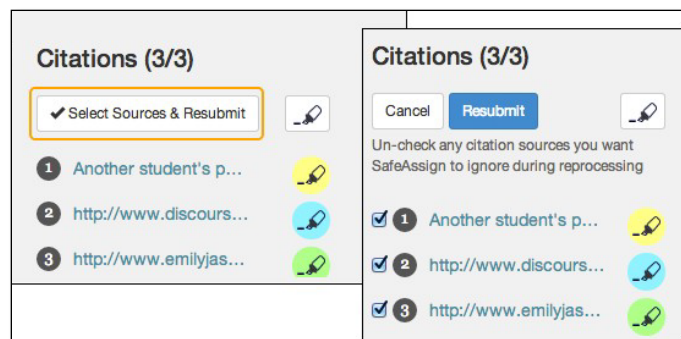 Citations (3/3)
Select Sources & Resubmit
1 Another student's p...
2 http://www.discours...
3 http://www.emilyjas...
Citations (3/3)
Cancel Resubmit
Un-check any citation sources you want
SafeAssign to ignore during reprocessing
1 Another student's p...
2 http://www.discours...
3 http://www.emilyjas...